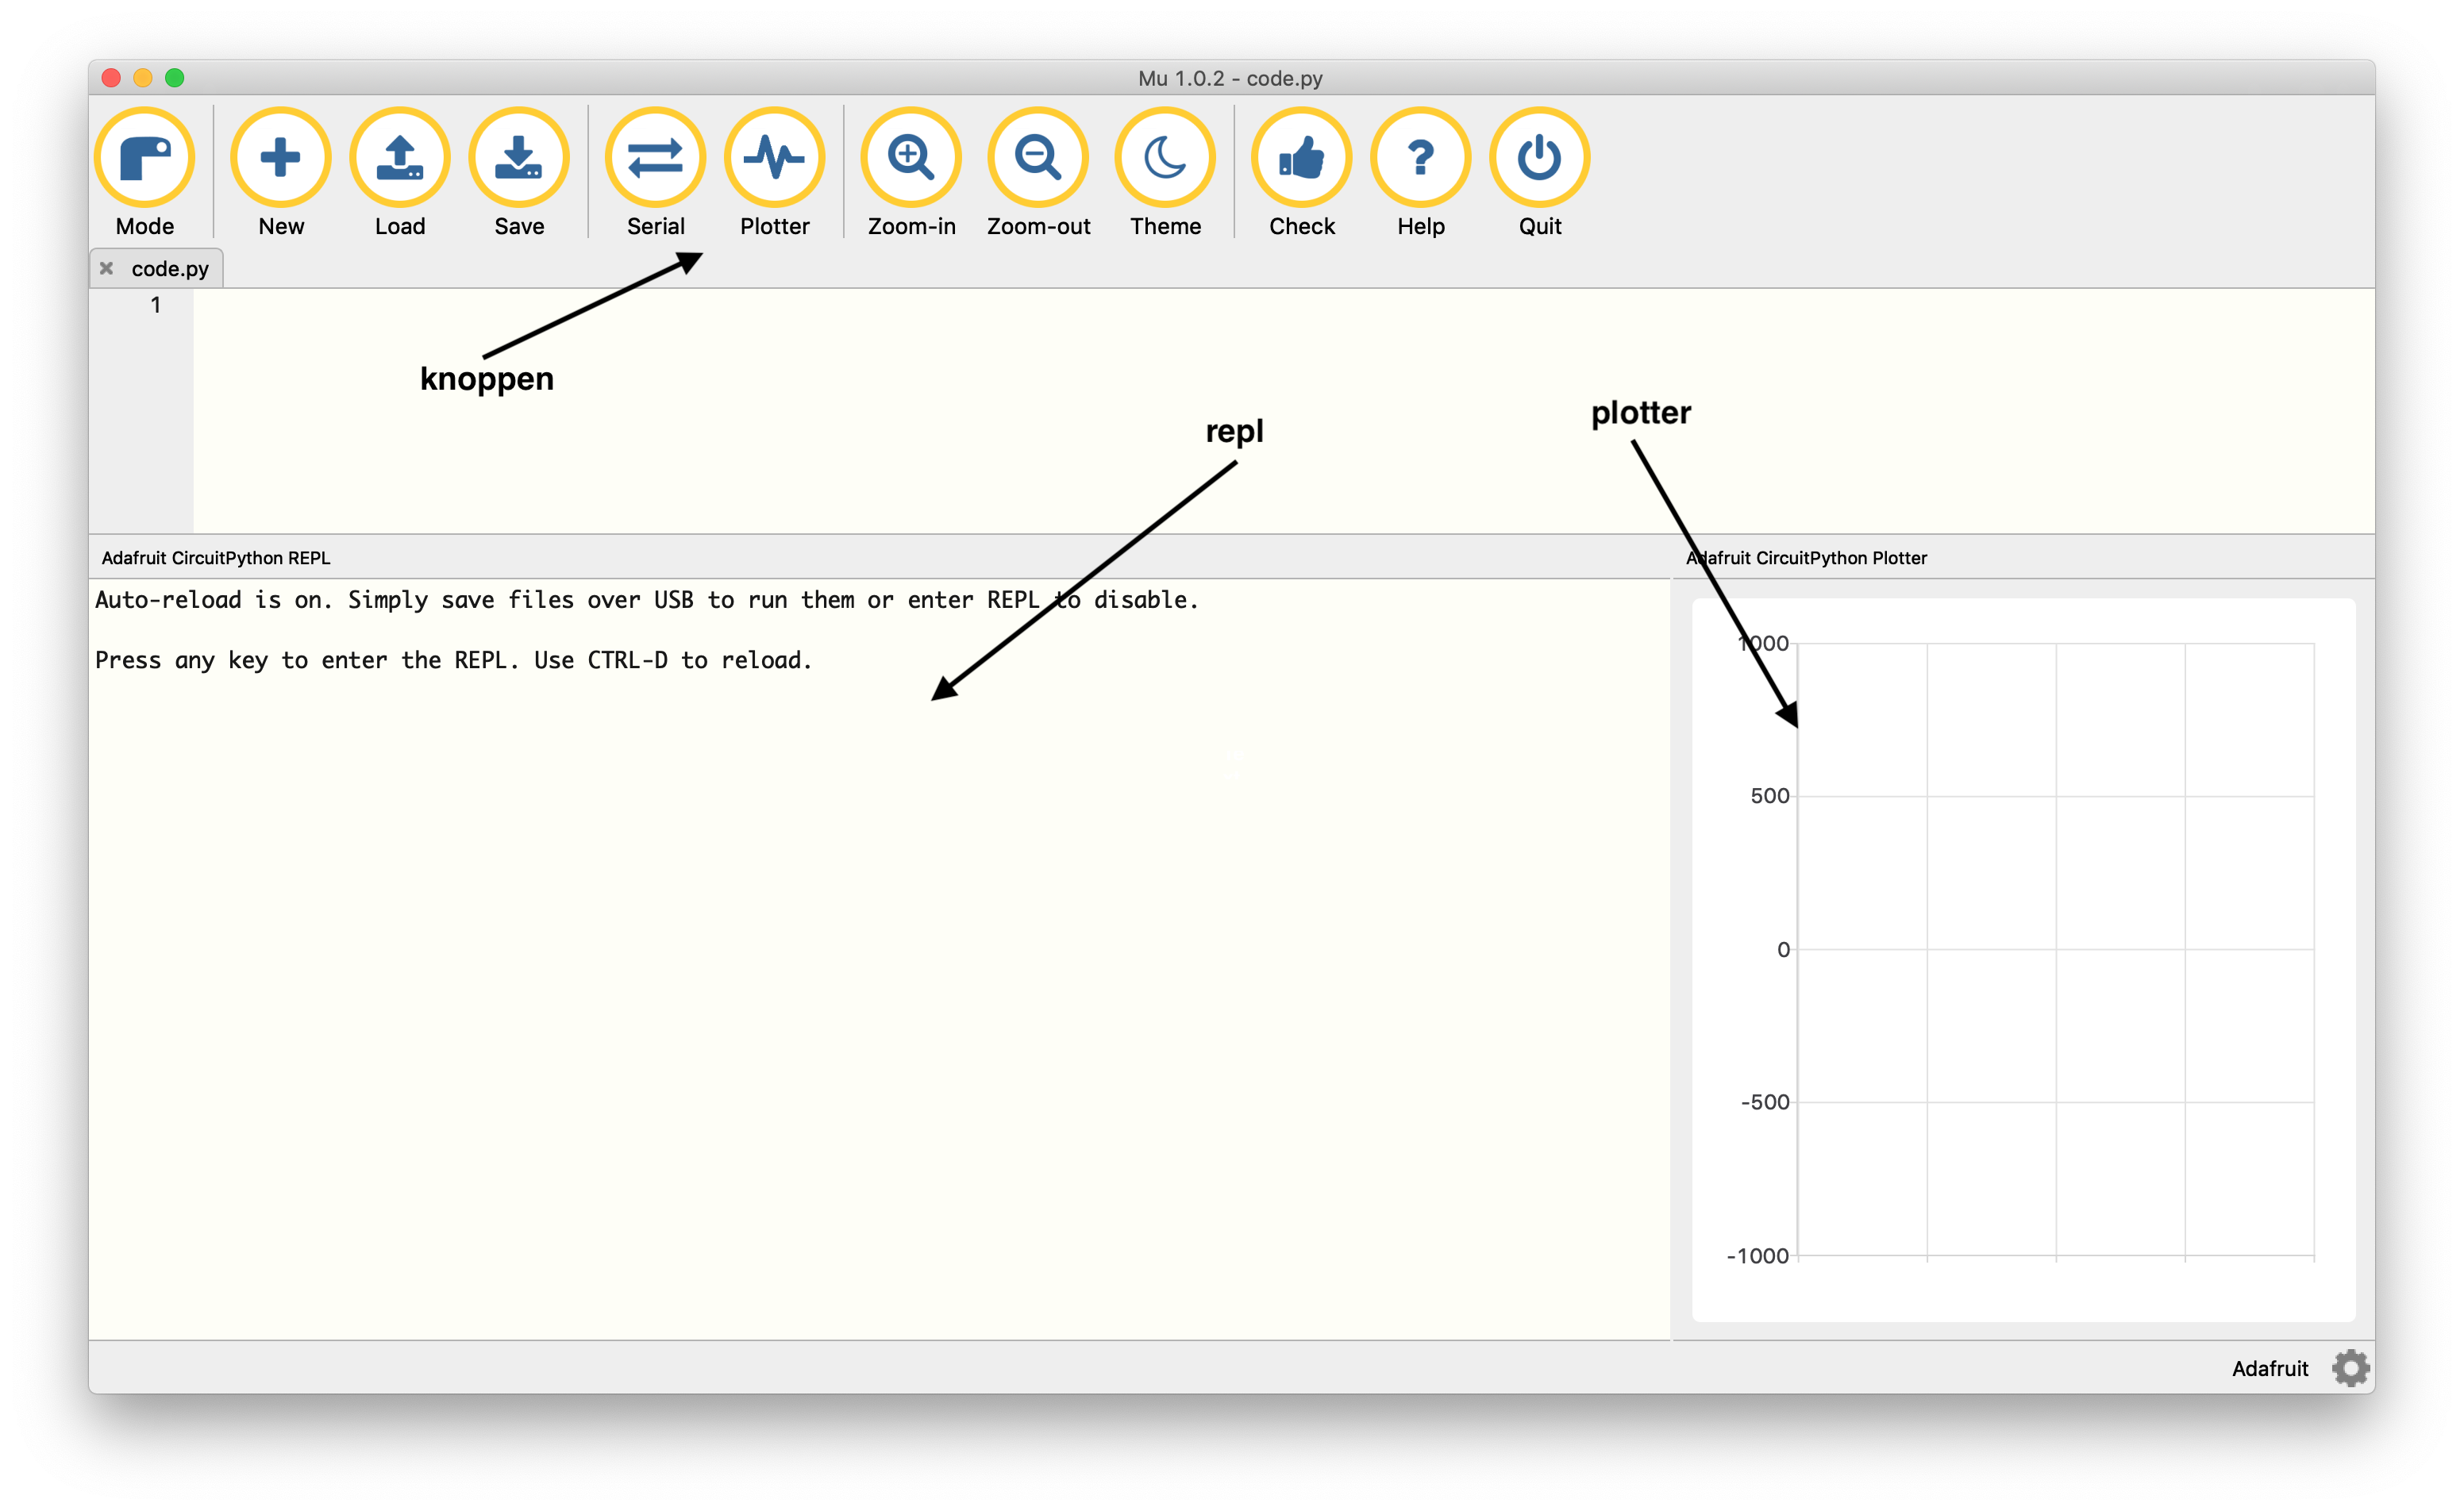 Mu 1.0.2 - code.py
Mode New Load Save Serial Plotter Zoom-in Zoom-out Theme Check Help Quit
code.py
1
knoppen
repl
plotter
Adafruit CircuitPython REPL
Auto-reload is on. Simply save files over USB to run them or enter REPL to disable.
Press any key to enter the REPL. Use CTRL-D to reload.
Adafruit CircuitPython Plotter
1000
500
0
-500
-1000
Adafruit